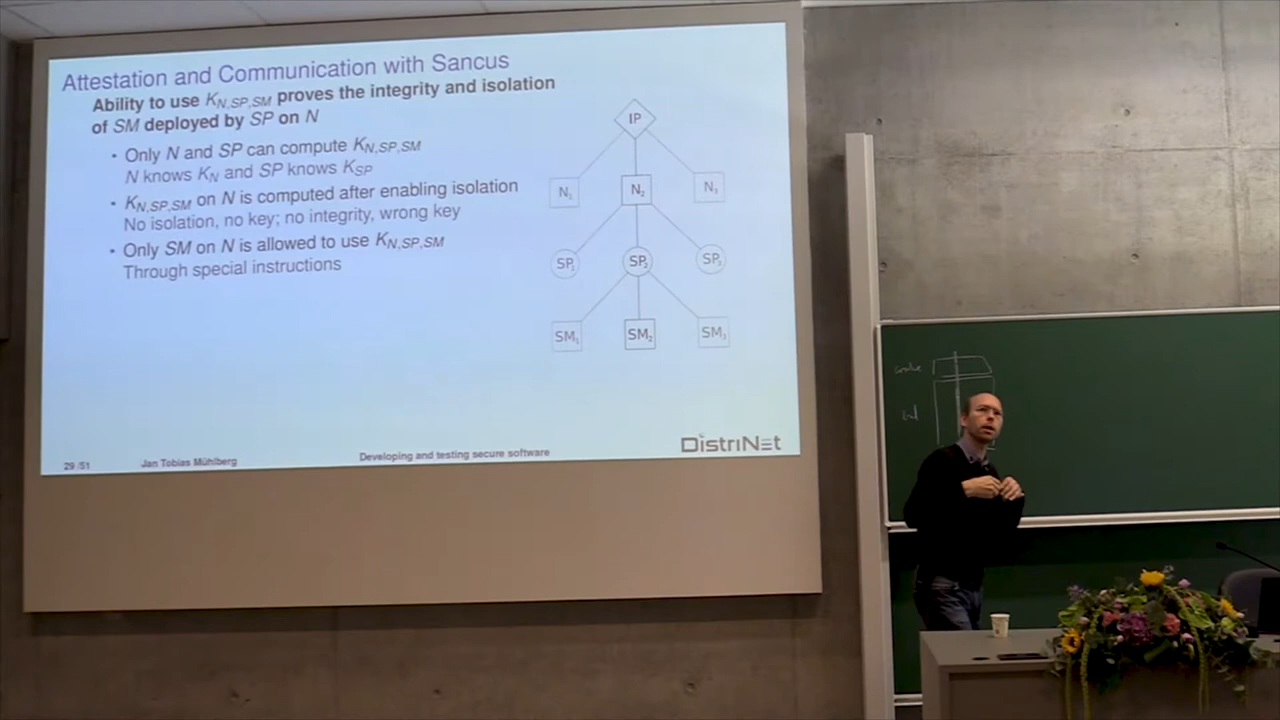 Attestation and Communication with Sancus
Ability to use K_N,SP,SM proves the integrity and isolation
of SM deployed by SP on N
• Only N and SP can compute K_N,SP,SM
N knows K_N and SP knows K_SP
• K_N,SP,SM on N is computed after enabling isolation
No isolation, no key; no integrity, wrong key
• Only SM on N is allowed to use K_N,SP,SM
Through special instructions
IP
N₁ N₂ N₃
SP₁ SP₂ SP₃
SM₁ SM₂ SM₃
29 /51 Jan Tobias Mühlberg Developing and testing secure software DistriNet